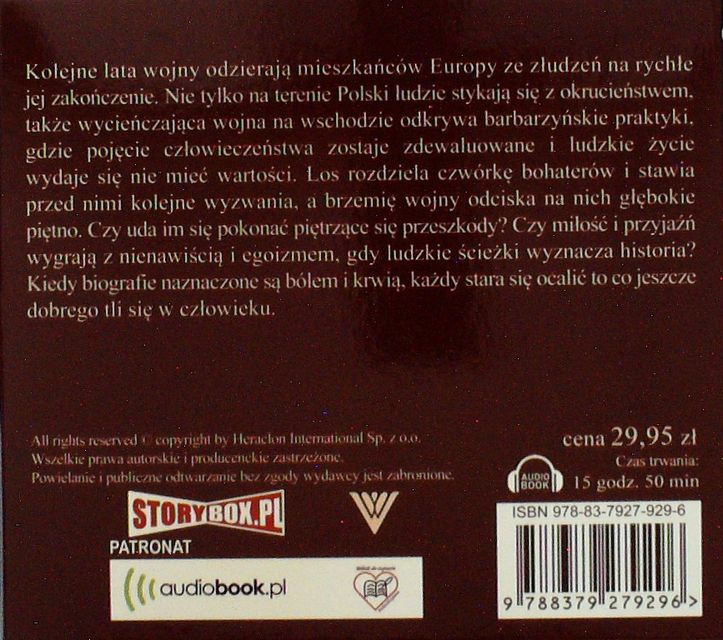 Kolejne lata wojny odzierają mieszkańców Europy ze złudzeń na rychłe
jej zakończenie. Nie tylko na terenie Polski ludzie stykają się z okrucieństwem,
także wycieńczająca wojna na wschodzie odkrywa barbarzyńskie praktyki,
gdzie pojęcie człowieczeństwa zostaje zdewaluowane i ludzkie życie
wydaje się nie mieć wartości. Los rozdziela czwórkę bohaterów i stawia
przed nimi kolejne wyzwania, a brzemię wojny odciska na nich głębokie
piętno. Czy uda im się pokonać piętrzące się przeszkody? Czy miłość i przyjaźń
wygrają z nienawiścią i egoizmem, gdy ludzkie ścieżki wyznacza historia?
Kiedy biografie naznaczone są bólem i krwią, każdy stara się ocalić to co jeszcze
dobrego tli się w człowieku.
All rights reserved © copyright by Heraclon International Sp. z o.o.
Wszelkie prawa autorskie i producenckie zastrzeżone.
Powielanie i publiczne odtwarzanie bez zgody wydawcy jest zabronione.
cena 29,95 zł
Czas trwania:
15 godz. 50 min
AUDIO
BOOK
STORYBOX.PL
PATRONAT
audiobook.pl
ISBN 978-83-7927-929-6
9 788379 279296 >